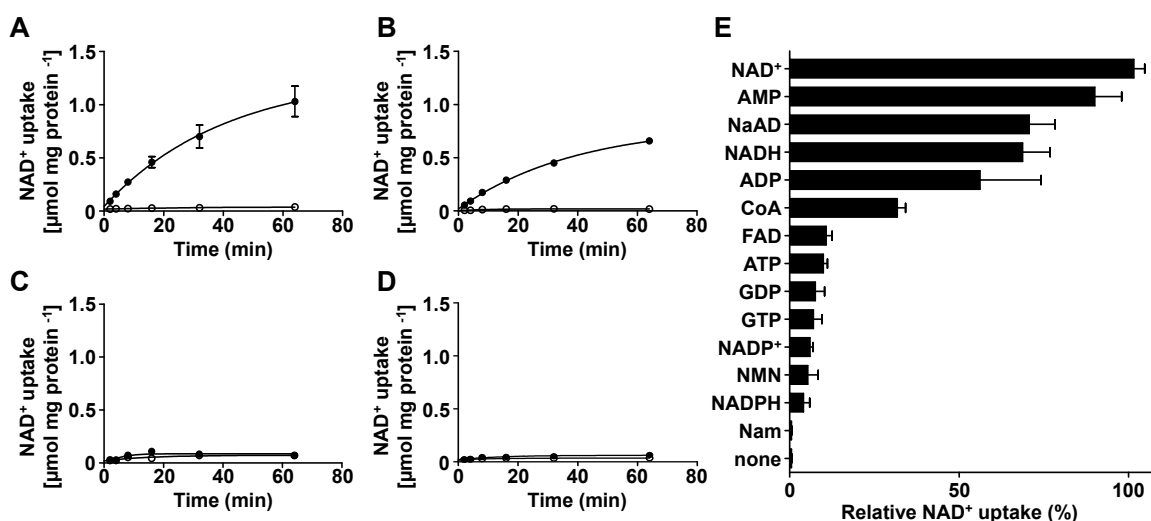 A
NAD⁺ uptake
[µmol mg protein ⁻¹]
1.5
1.0
0.5
0
0 20 40 60 80
Time (min)
B
NAD⁺ uptake
[µmol mg protein ⁻¹]
1.5
1.0
0.5
0
0 20 40 60 80
Time (min)
C
NAD⁺ uptake
[µmol mg protein ⁻¹]
1.5
1.0
0.5
0
0 20 40 60 80
Time (min)
D
NAD⁺ uptake
[µmol mg protein ⁻¹]
1.5
1.0
0.5
0
0 20 40 60 80
Time (min)
E
NAD⁺
AMP
NaAD
NADH
ADP
CoA
FAD
ATP
GDP
GTP
NADP⁺
NMN
NADPH
Nam
none
0 50 100
Relative NAD⁺ uptake (%)